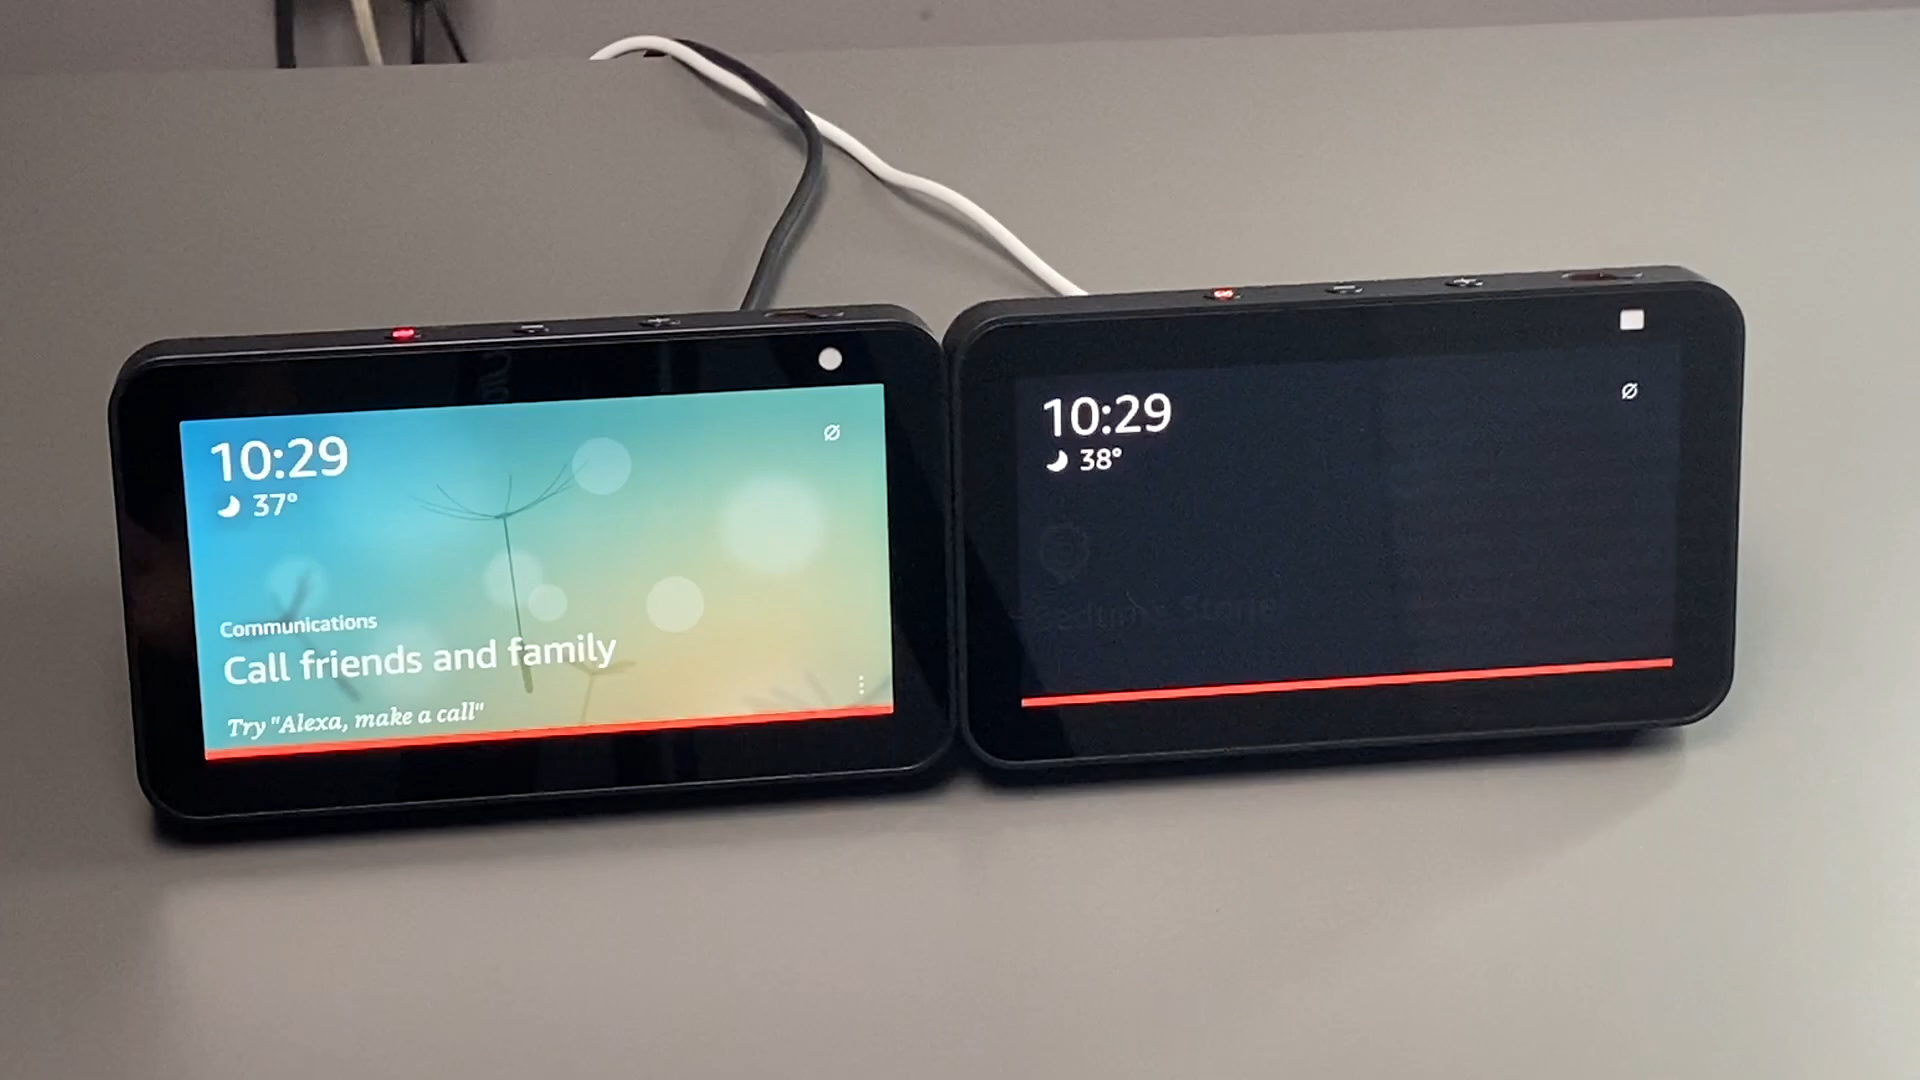 10:29
37°
Communications
Call friends and family
Try "Alexa, make a call"
10:29
38°